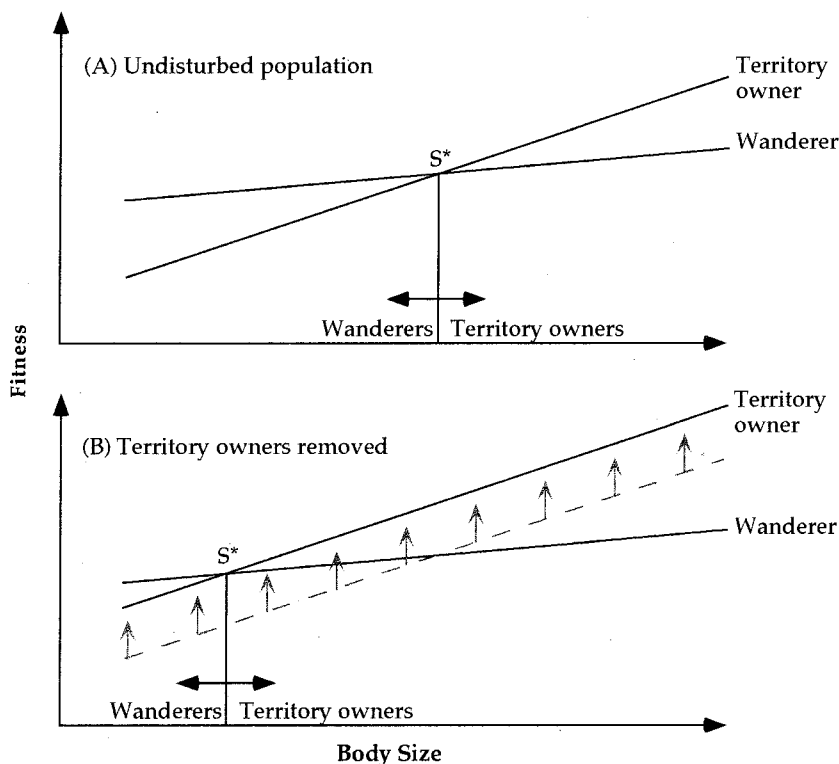 (A) Undisturbed population
Territory
owner
Wanderer
S*
Wanderers Territory owners
Fitness
(B) Territory owners removed
Territory
owner
Wanderer
S*
Wanderers Territory owners
Body Size